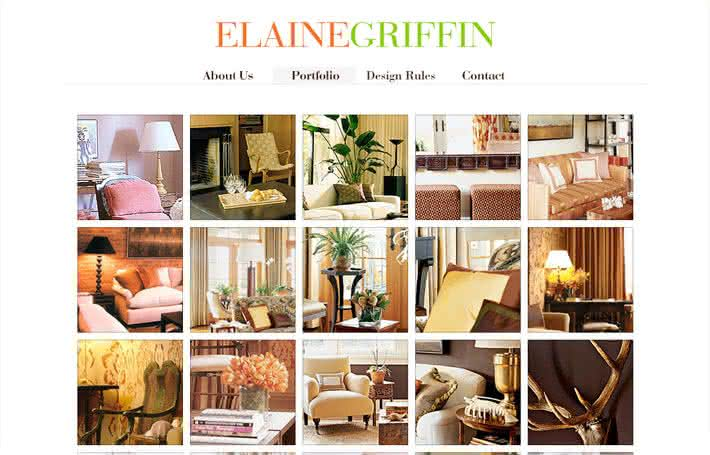 ELAINEGRIFFIN
About Us Portfolio Design Rules Contact